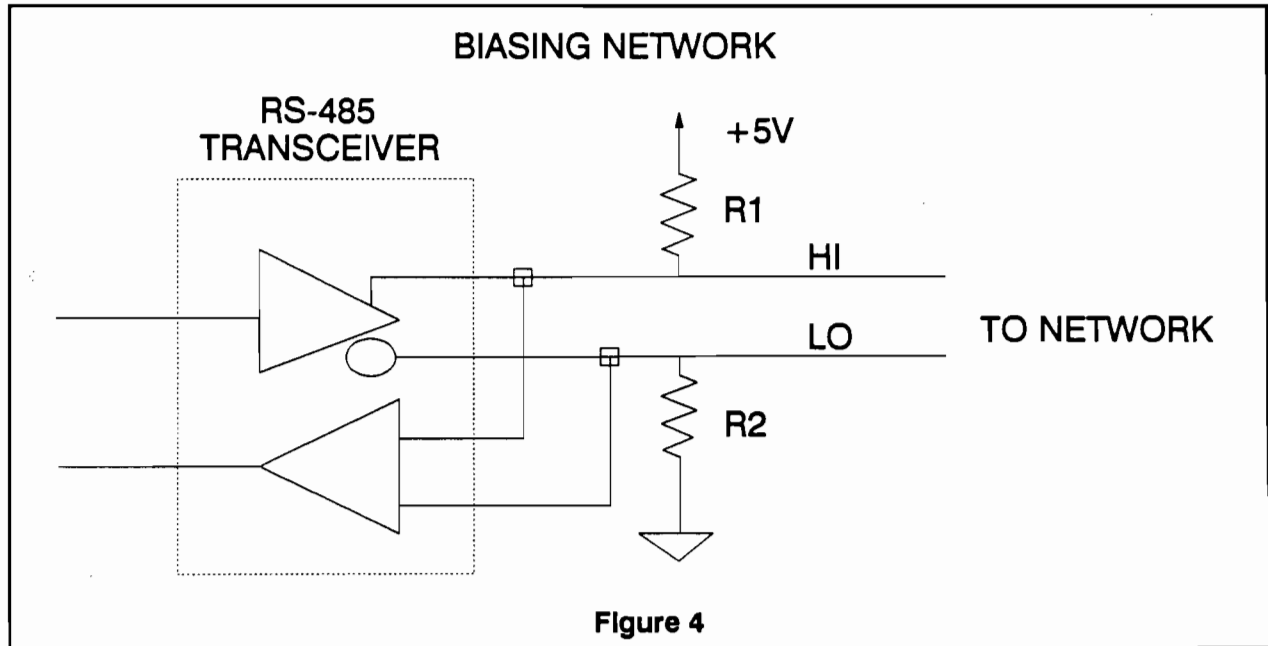 BIASING NETWORK
RS-485
TRANSCEIVER
+5V
R1
HI
LO
TO NETWORK
R2
Figure 4